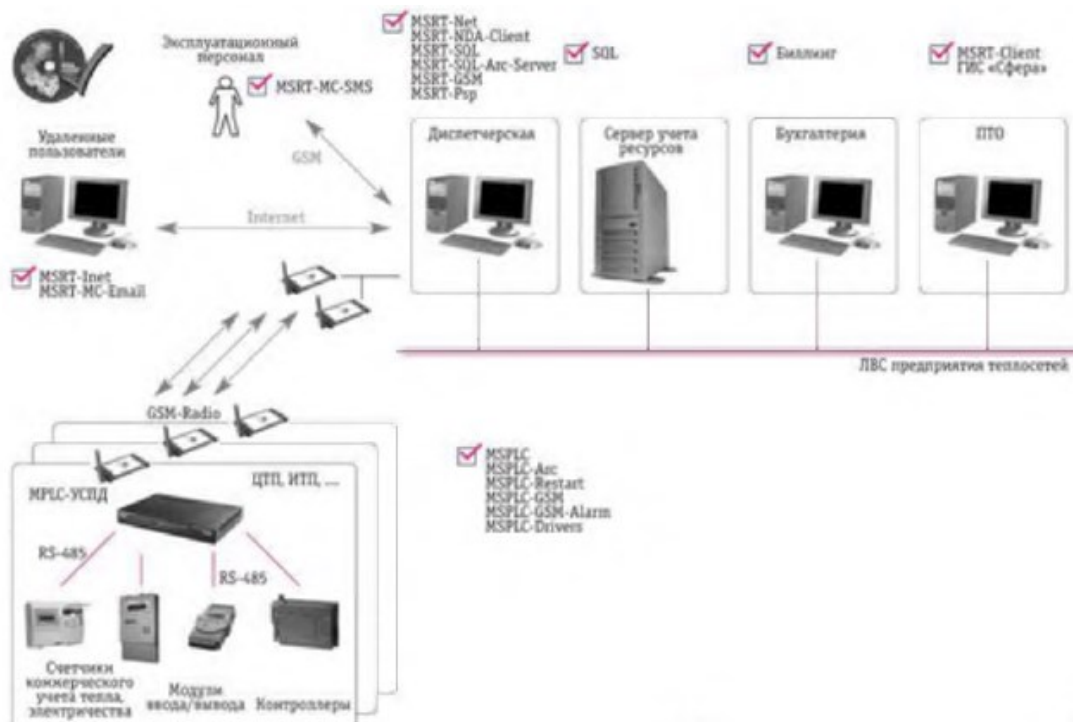 Эксплуатационный
персонал
MSRT-MC-SMS
MSRT-Net
MSRT-NDA-Client
MSRT-SQL
MSRT-SQL-Arc-Server
MSRT-GSM
MSRT-Psp
SQL
Биллинг
MSRT-Client
ГИС «Сфера»
Удаленные
пользователи
GSM
Internet
Диспетчерская
Сервер учета
ресурсов
Бухгалтерия
ПТО
MSRT-Inet
MSRT-MC-Email
ЛВС предприятия теплосетей
GSM-Radio
MPLC-УСПД
ЦТП, ИТП, ....
RS-485
RS-485
Счетчики
коммерческого
учета тепла,
электричества
Модули
ввода/вывода
Контроллеры
MSPLC
MSPLC-Arc
MSPLC-Restart
MSPLC-GSM
MSPLC-GSM-Alarm
MSPLC-Drivers